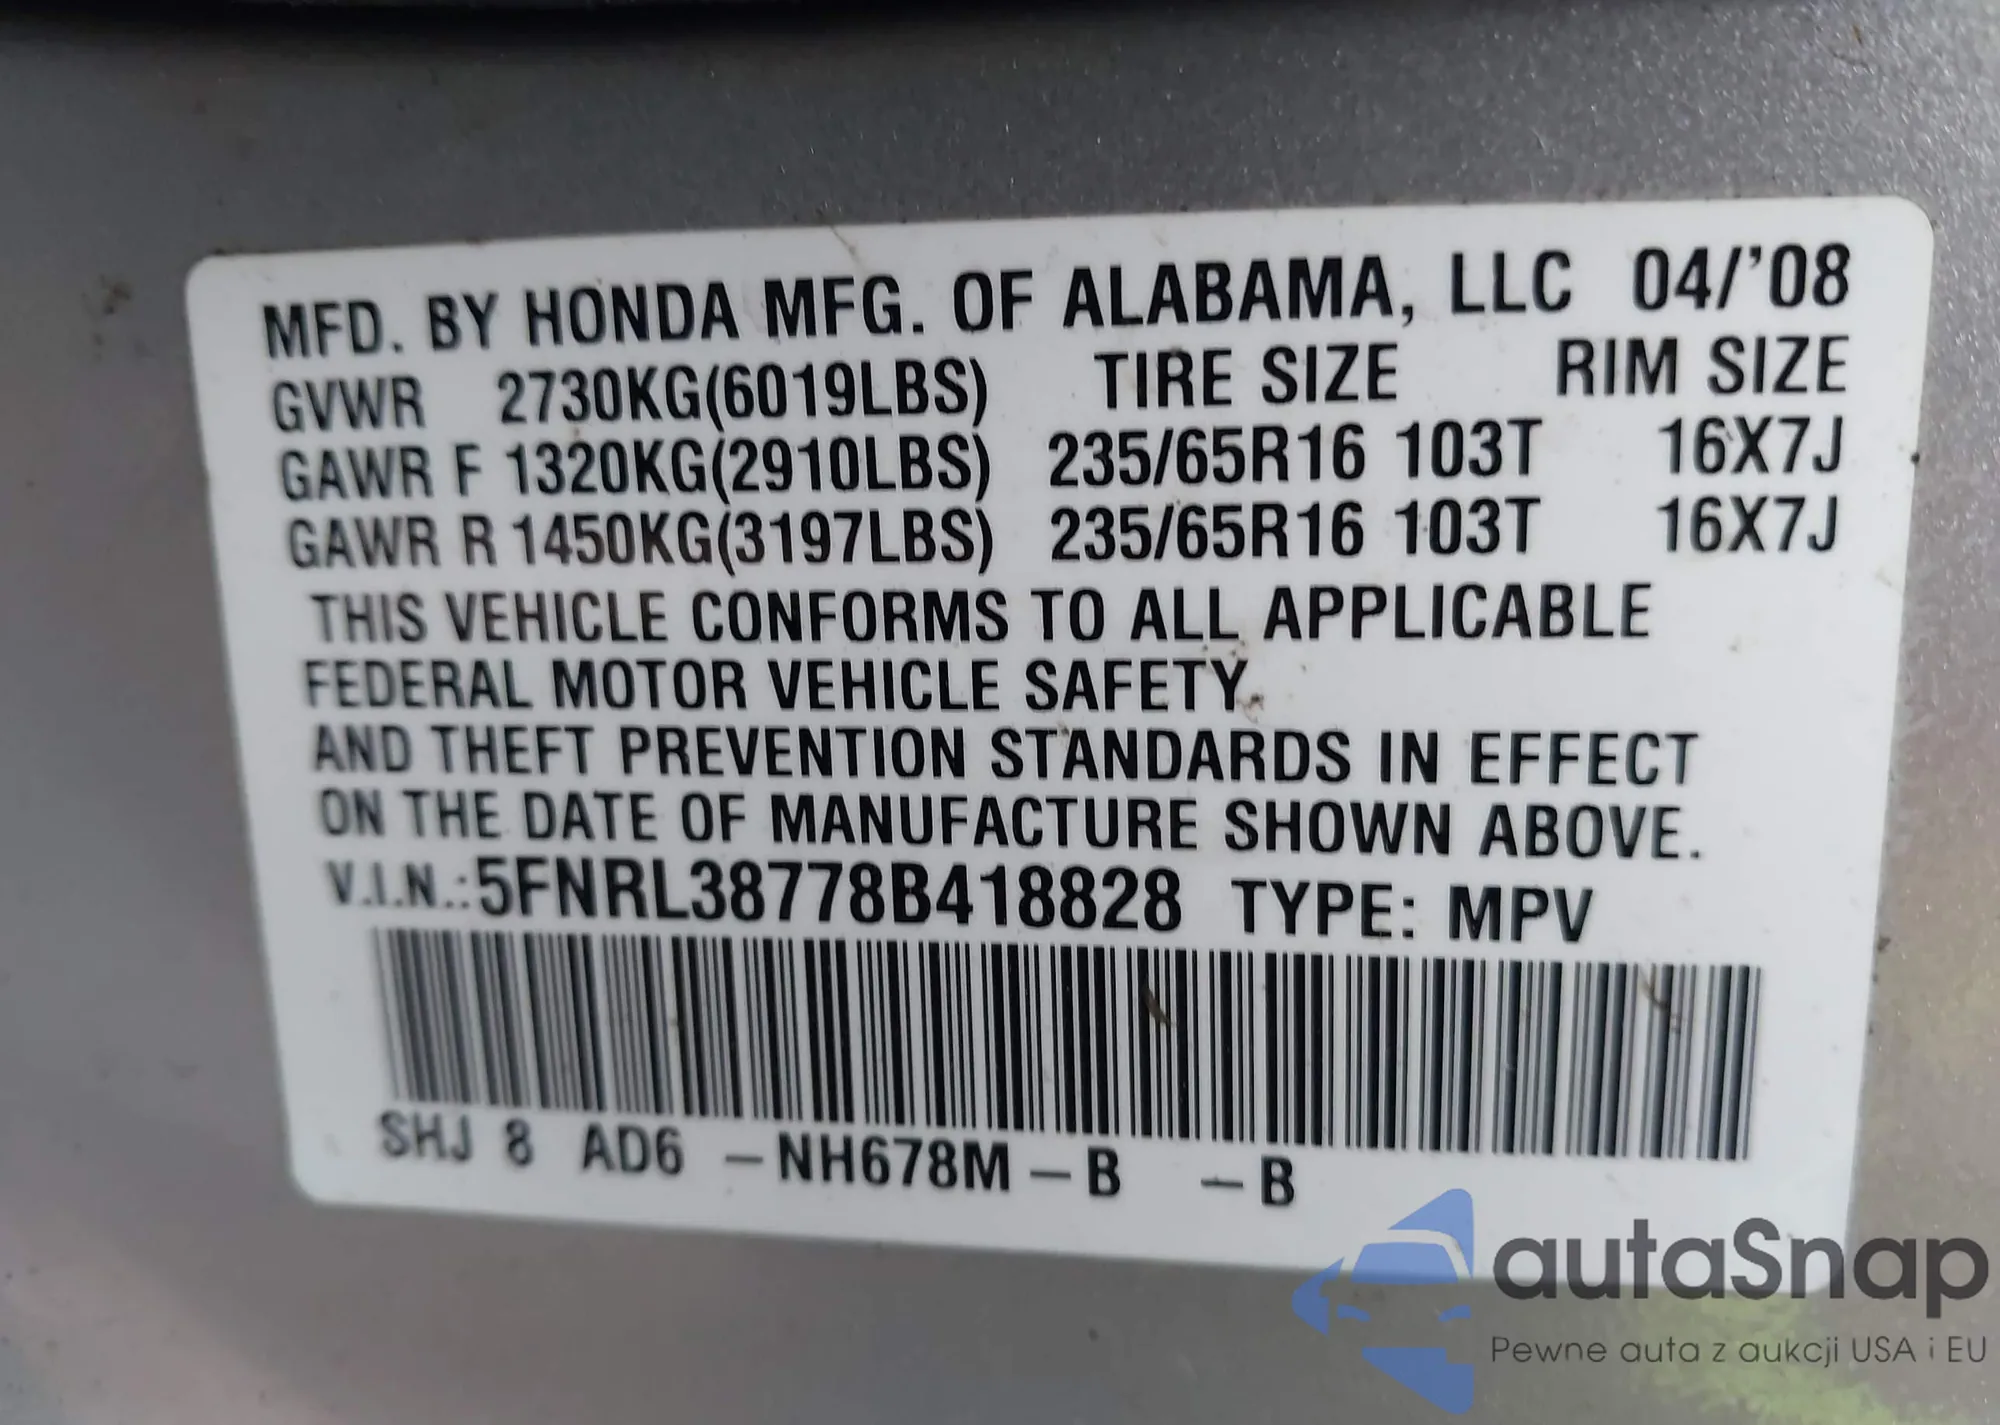 MFD. BY HONDA MFG. OF ALABAMA, LLC 04/'08
GVWR 2730KG(6019LBS) TIRE SIZE RIM SIZE
GAWR F 1320KG(2910LBS) 235/65R16 103T 16X7J
GAWR R 1450KG(3197LBS) 235/65R16 103T 16X7J
THIS VEHICLE CONFORMS TO ALL APPLICABLE
FEDERAL MOTOR VEHICLE SAFETY
AND THEFT PREVENTION STANDARDS IN EFFECT
ON THE DATE OF MANUFACTURE SHOWN ABOVE.
V.I.N.:5FNRL38778B418828 TYPE: MPV
SHJ 8 AD6 -NH678M-B -B
autaSnap
Pewne auta z aukcji USA i EU